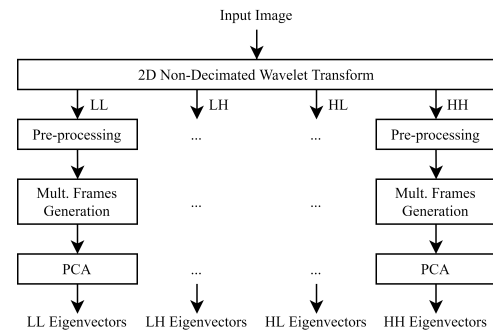 Input Image
2D Non-Decimated Wavelet Transform
LL LH HL HH
Pre-processing ... ... Pre-processing
Mult. Frames Generation ... ... Mult. Frames Generation
PCA ... ... PCA
LL Eigenvectors LH Eigenvectors HL Eigenvectors HH Eigenvectors